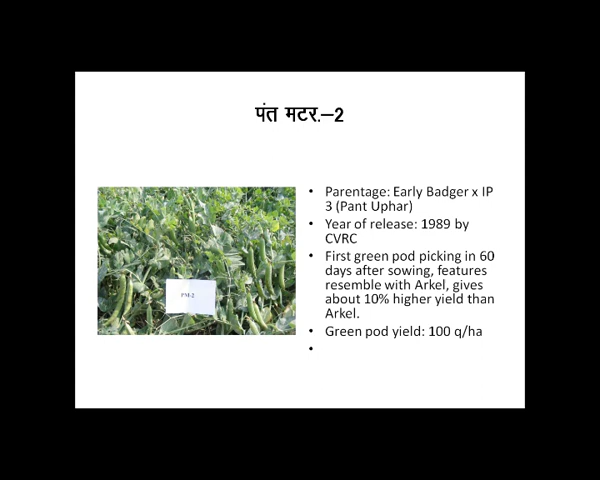 पंत मटर.–2
• Parentage: Early Badger x IP
3 (Pant Uphar)
• Year of release: 1989 by
CVRC
• First green pod picking in 60
days after sowing, features
resemble with Arkel, gives
about 10% higher yield than
Arkel.
• Green pod yield: 100 q/ha
•
PM-2